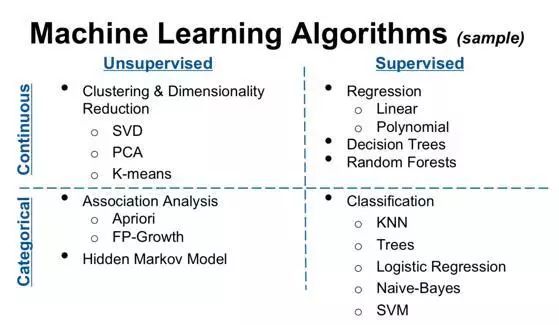 Machine Learning Algorithms (sample)
Unsupervised
Supervised
Continuous
• Clustering & Dimensionality
Reduction
o SVD
o PCA
o K-means
• Regression
o Linear
o Polynomial
• Decision Trees
• Random Forests
Categorical
• Association Analysis
o Apriori
o FP-Growth
• Hidden Markov Model
• Classification
o KNN
o Trees
o Logistic Regression
o Naive-Bayes
o SVM